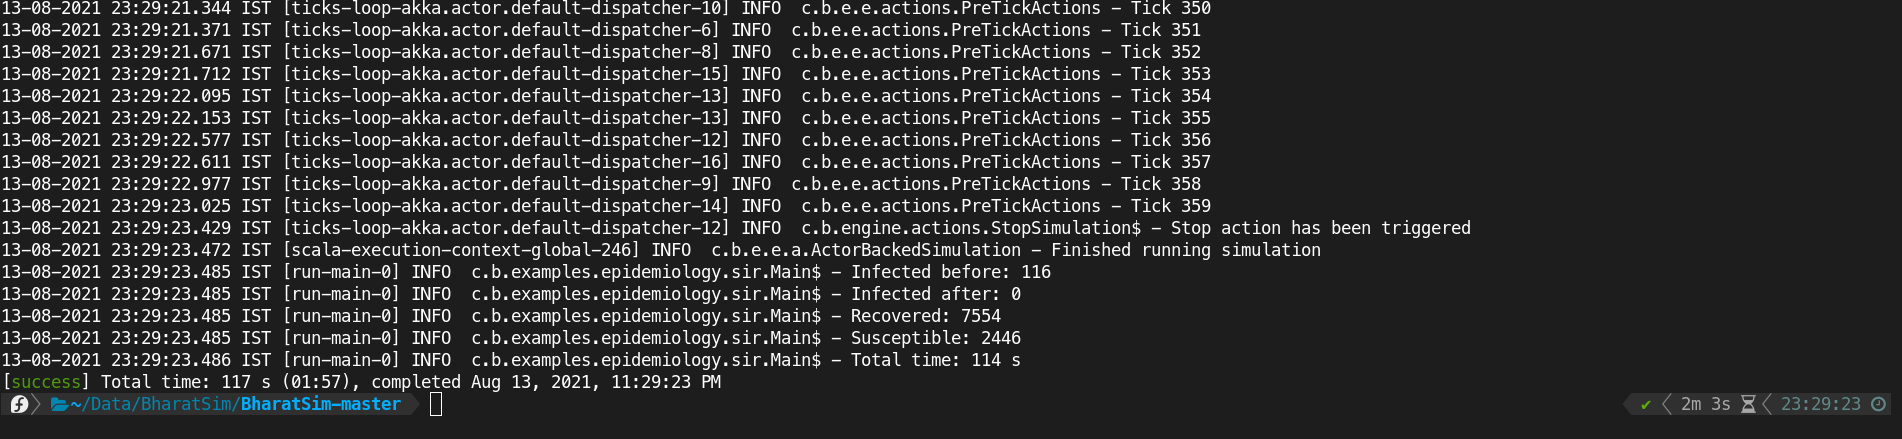 13-08-2021 23:29:21.344 IST [ticks-loop-akka.actor.default-dispatcher-10] INFO  c.b.e.e.actions.PreTickActions - Tick 350
13-08-2021 23:29:21.371 IST [ticks-loop-akka.actor.default-dispatcher-6] INFO  c.b.e.e.actions.PreTickActions - Tick 351
13-08-2021 23:29:21.671 IST [ticks-loop-akka.actor.default-dispatcher-8] INFO  c.b.e.e.actions.PreTickActions - Tick 352
13-08-2021 23:29:21.712 IST [ticks-loop-akka.actor.default-dispatcher-15] INFO  c.b.e.e.actions.PreTickActions - Tick 353
13-08-2021 23:29:22.095 IST [ticks-loop-akka.actor.default-dispatcher-13] INFO  c.b.e.e.actions.PreTickActions - Tick 354
13-08-2021 23:29:22.153 IST [ticks-loop-akka.actor.default-dispatcher-13] INFO  c.b.e.e.actions.PreTickActions - Tick 355
13-08-2021 23:29:22.577 IST [ticks-loop-akka.actor.default-dispatcher-12] INFO  c.b.e.e.actions.PreTickActions - Tick 356
13-08-2021 23:29:22.611 IST [ticks-loop-akka.actor.default-dispatcher-16] INFO  c.b.e.e.actions.PreTickActions - Tick 357
13-08-2021 23:29:22.977 IST [ticks-loop-akka.actor.default-dispatcher-9] INFO  c.b.e.e.actions.PreTickActions - Tick 358
13-08-2021 23:29:23.025 IST [ticks-loop-akka.actor.default-dispatcher-14] INFO  c.b.e.e.actions.PreTickActions - Tick 359
13-08-2021 23:29:23.429 IST [ticks-loop-akka.actor.default-dispatcher-12] INFO  c.b.engine.actions.StopSimulation$ - Stop action has been triggered
13-08-2021 23:29:23.472 IST [scala-execution-context-global-246] INFO  c.b.e.e.a.ActorBackedSimulation - Finished running simulation
13-08-2021 23:29:23.485 IST [run-main-0] INFO  c.b.examples.epidemiology.sir.Main$ - Infected before: 116
13-08-2021 23:29:23.485 IST [run-main-0] INFO  c.b.examples.epidemiology.sir.Main$ - Infected after: 0
13-08-2021 23:29:23.485 IST [run-main-0] INFO  c.b.examples.epidemiology.sir.Main$ - Recovered: 7554
13-08-2021 23:29:23.485 IST [run-main-0] INFO  c.b.examples.epidemiology.sir.Main$ - Susceptible: 2446
13-08-2021 23:29:23.486 IST [run-main-0] INFO  c.b.examples.epidemiology.sir.Main$ - Total time: 114 s
[success] Total time: 117 s (01:57), completed Aug 13, 2021, 11:29:23 PM
~/Data/BharatSim/BharatSim-master ✔ 2m 3s 23:29:23